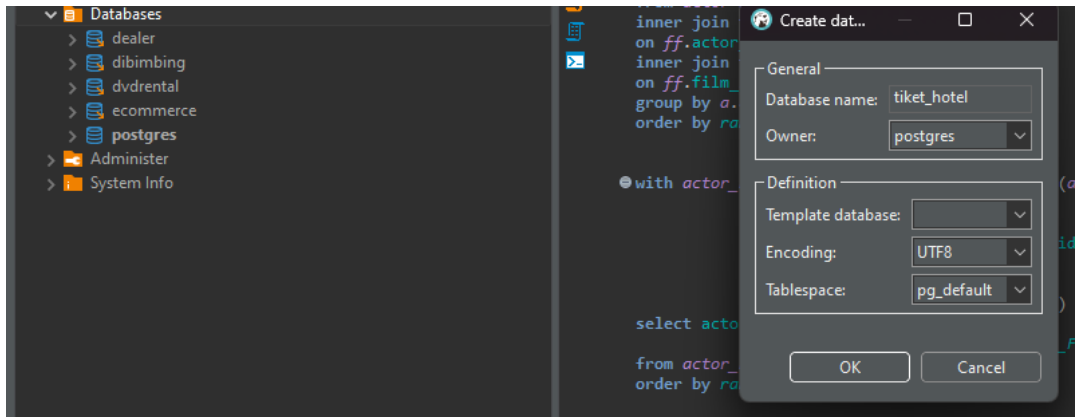 Databases
dealer
dibimbing
dvdrental
ecommerce
postgres
Administer
System Info
inner join
on ff.actor
inner join
on ff.film_
group by a.
order by ra
with actor_
select acto
from actor_
order by ra
Create dat...
General
Database name: tiket_hotel
Owner: postgres
Definition
Template database:
Encoding: UTF8
Tablespace: pg_default
OK Cancel